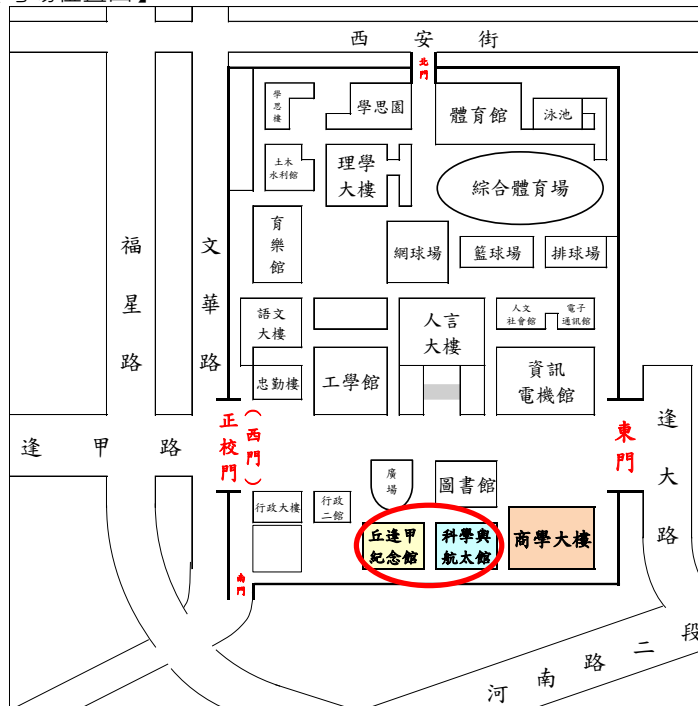 西安街
北門
學思樓
學思園
體育館
泳池
土木
水利館
理學
大樓
綜合體育場
育樂館
網球場
籃球場
排球場
福星路
文華路
語文
大樓
人言
大樓
人文
社會館
電子
通訊館
忠勤樓
工學館
資訊
電機館
逢甲路
正校門
(西門)
東門
逢大路
廣場
圖書館
行政大樓
行政
二館
丘逢甲
紀念館
科學與
航太館
商學大樓
南門
河南路二段